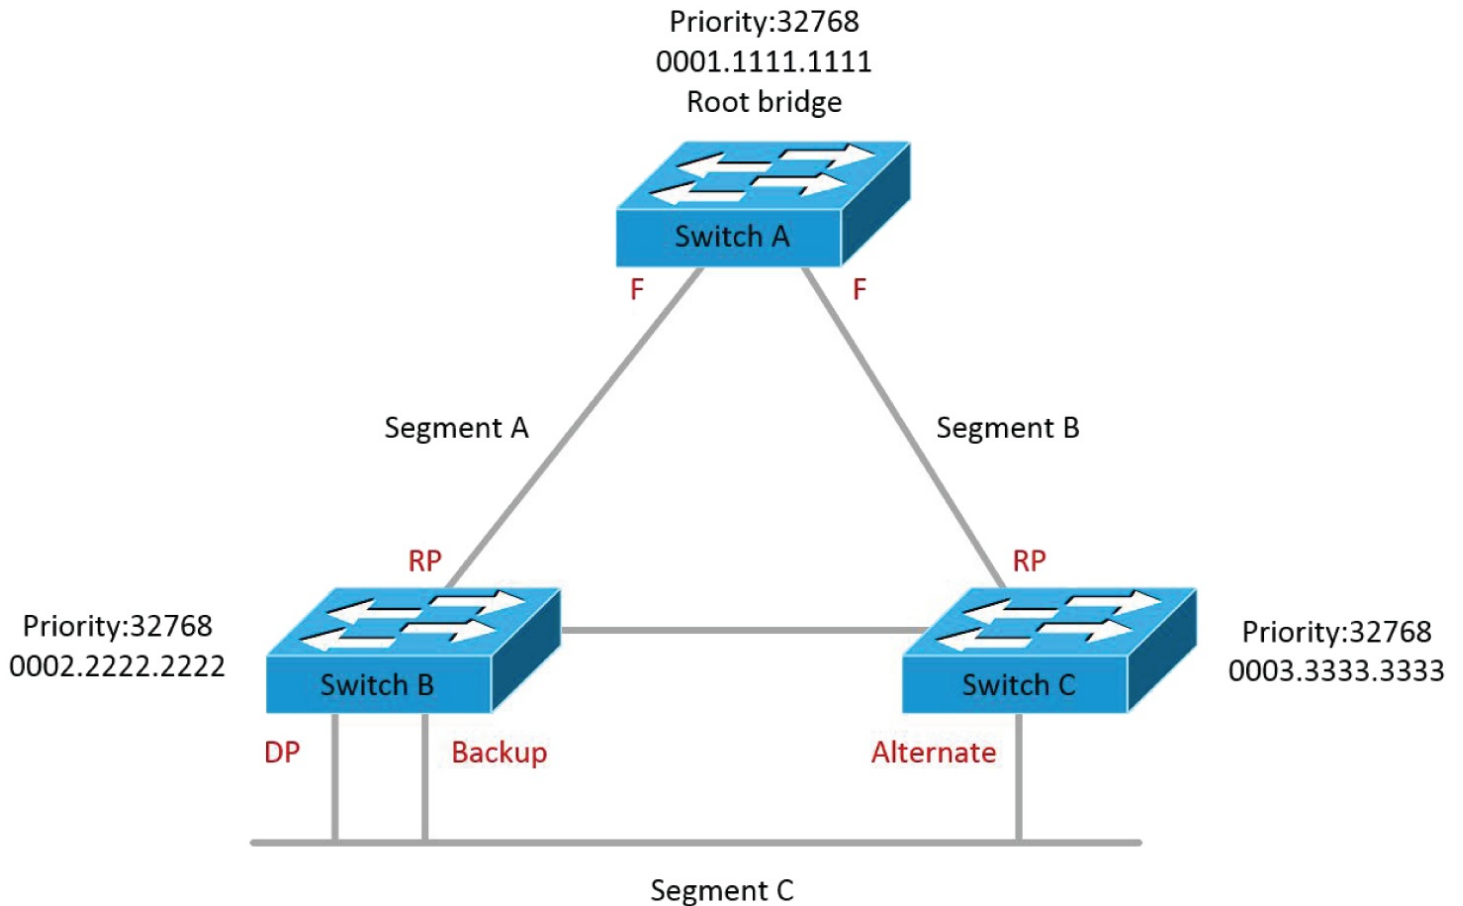 Priority:32768
0001.1111.1111
Root bridge
Switch A
F
F
Segment A
Segment B
RP
RP
Priority:32768
0002.2222.2222
Switch B
Switch C
Priority:32768
0003.3333.3333
DP
Backup
Alternate
Segment C